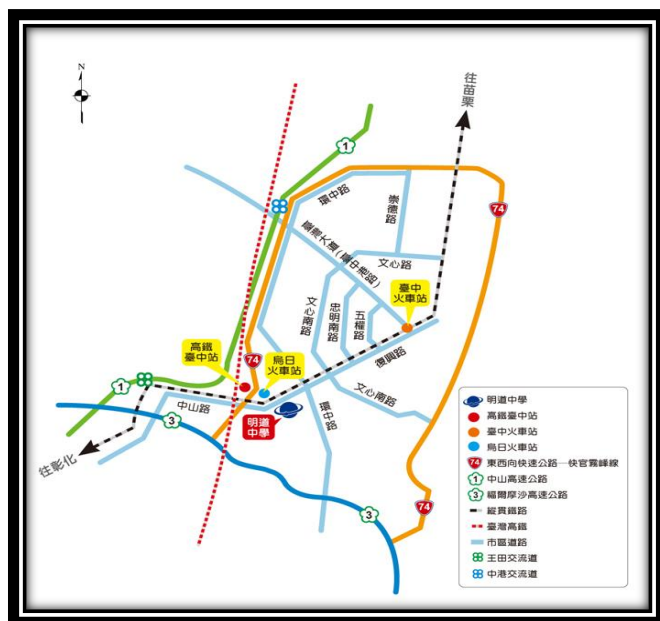 N
往苗栗
1
環中路
崇德路
74
臺灣大道(臺中港路)
文心路
臺中
火車站
文心南路
忠明南路
五權路
復興路
高鐵
臺中站
74
烏日
火車站
1
中山路
明道
中學
環中路
文心南路
往彰化
3
3
74
明道中學
高鐵臺中站
臺中火車站
烏日火車站
74 東西向快速公路—快官霧峰線
1 中山高速公路
3 福爾摩沙高速公路
縱貫鐵路
臺灣高鐵
市區道路
王田交流道
中港交流道